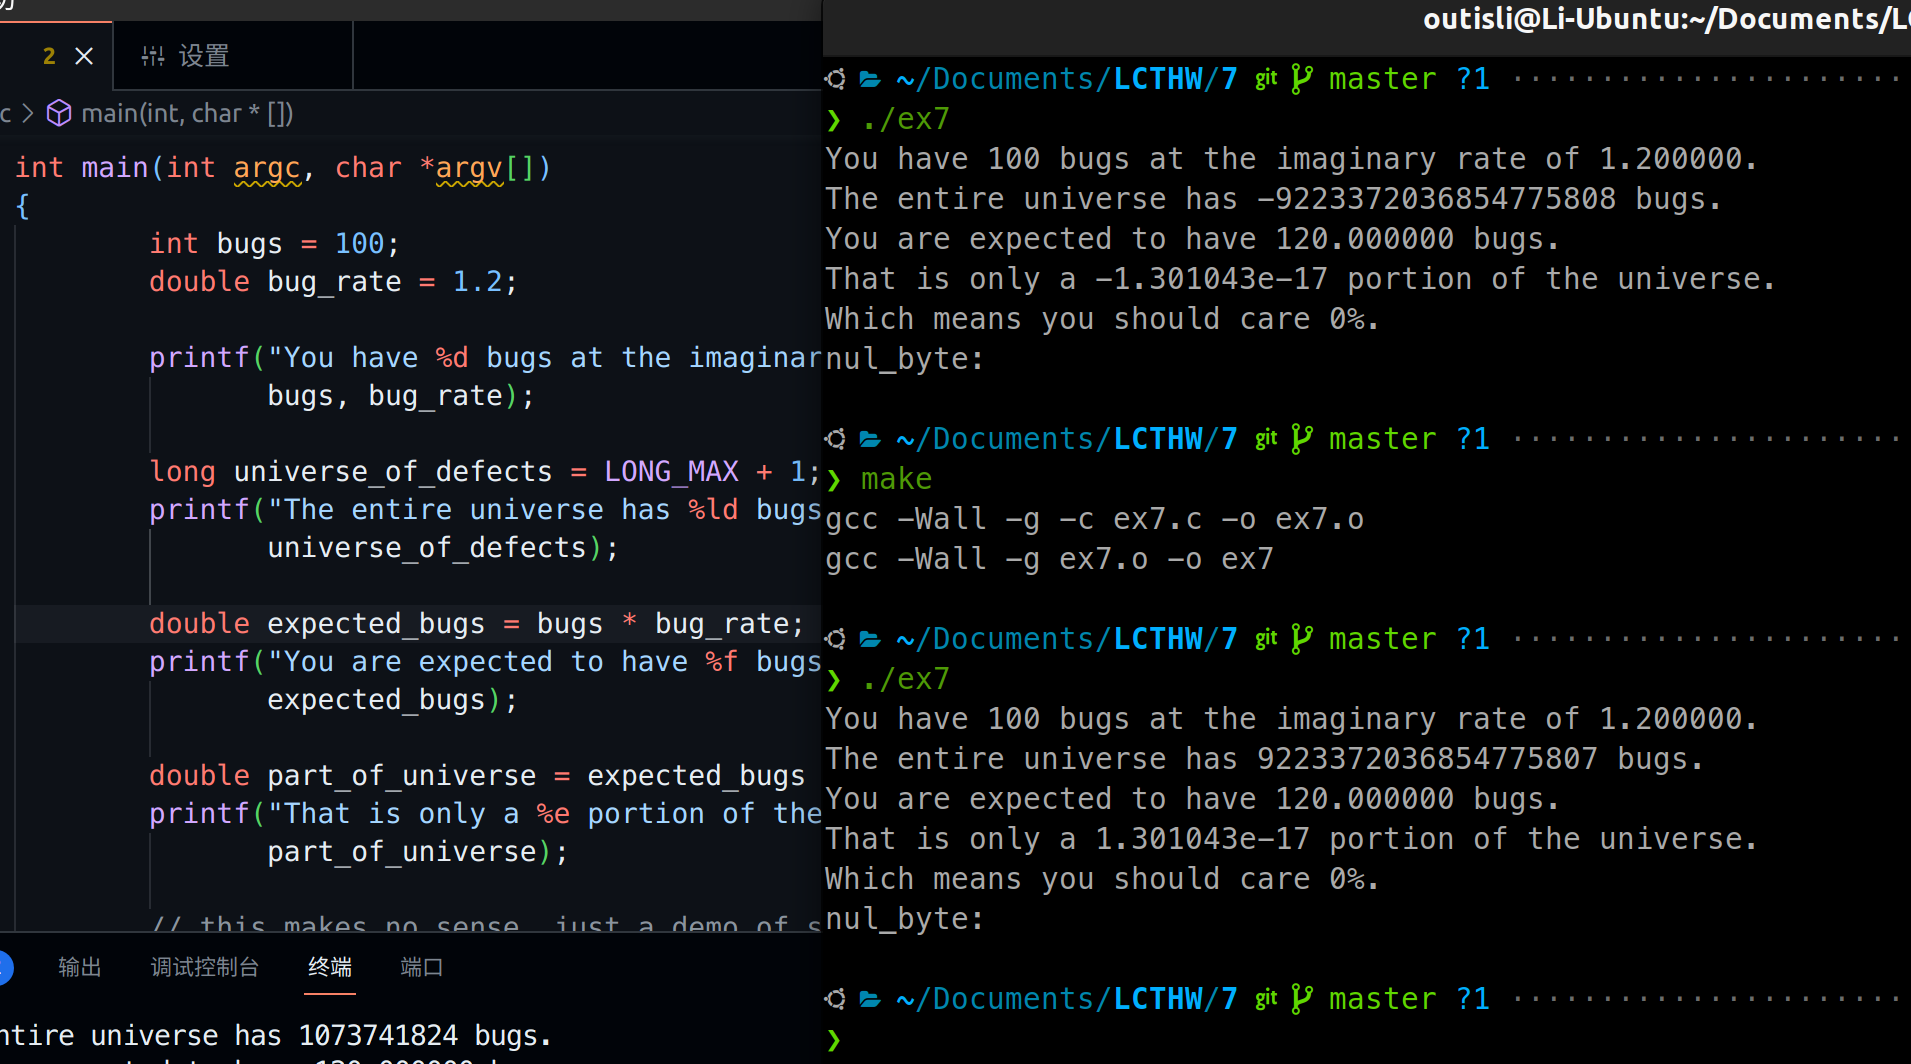 2 × 设置
c > main(int, char * [])
int main(int argc, char *argv[])
{
int bugs = 100;
double bug_rate = 1.2;
printf("You have %d bugs at the imaginar
bugs, bug_rate);
long universe_of_defects = LONG_MAX + 1;
printf("The entire universe has %ld bugs
universe_of_defects);
double expected_bugs = bugs * bug_rate;
printf("You are expected to have %f bugs
expected_bugs);
double part_of_universe = expected_bugs
printf("That is only a %e portion of the
part_of_universe);
// this makes no sense, just a demo of s
输出 调试控制台 终端 端口
ntire universe has 1073741824 bugs.
outisli@Li-Ubuntu:~/Documents/LC
~/Documents/LCTHW/7 git master ?1 ······················
❯ ./ex7
You have 100 bugs at the imaginary rate of 1.200000.
The entire universe has -9223372036854775808 bugs.
You are expected to have 120.000000 bugs.
That is only a -1.301043e-17 portion of the universe.
Which means you should care 0%.
nul_byte:
~/Documents/LCTHW/7 git master ?1 ······················
❯ make
gcc -Wall -g -c ex7.c -o ex7.o
gcc -Wall -g ex7.o -o ex7
~/Documents/LCTHW/7 git master ?1 ······················
❯ ./ex7
You have 100 bugs at the imaginary rate of 1.200000.
The entire universe has 9223372036854775807 bugs.
You are expected to have 120.000000 bugs.
That is only a 1.301043e-17 portion of the universe.
Which means you should care 0%.
nul_byte:
~/Documents/LCTHW/7 git master ?1 ······················
❯